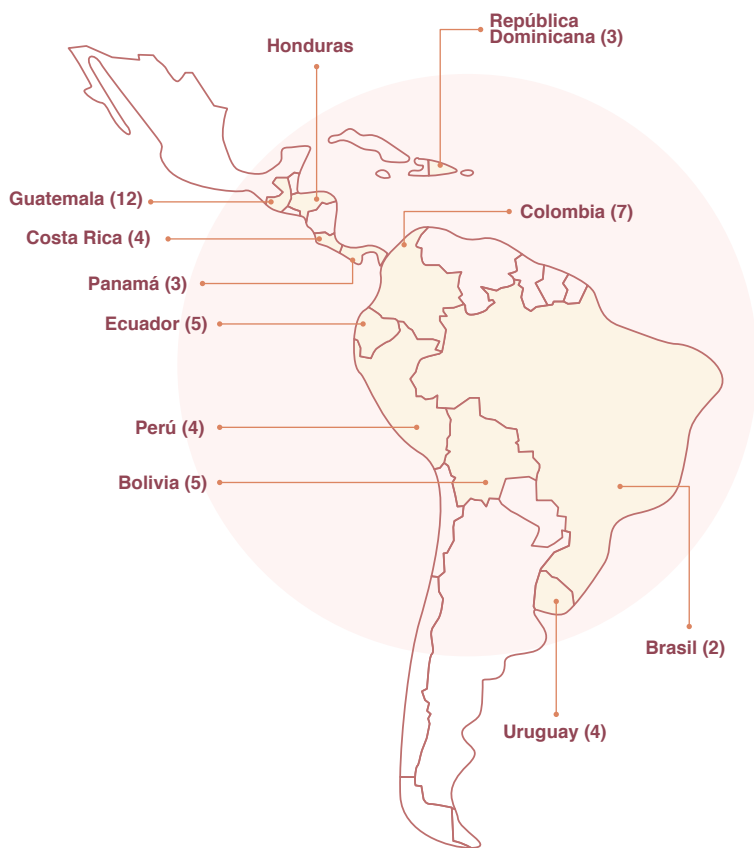 República
Dominicana (3)
Honduras
Guatemala (12)
Colombia (7)
Costa Rica (4)
Panamá (3)
Ecuador (5)
Perú (4)
Bolivia (5)
Brasil (2)
Uruguay (4)